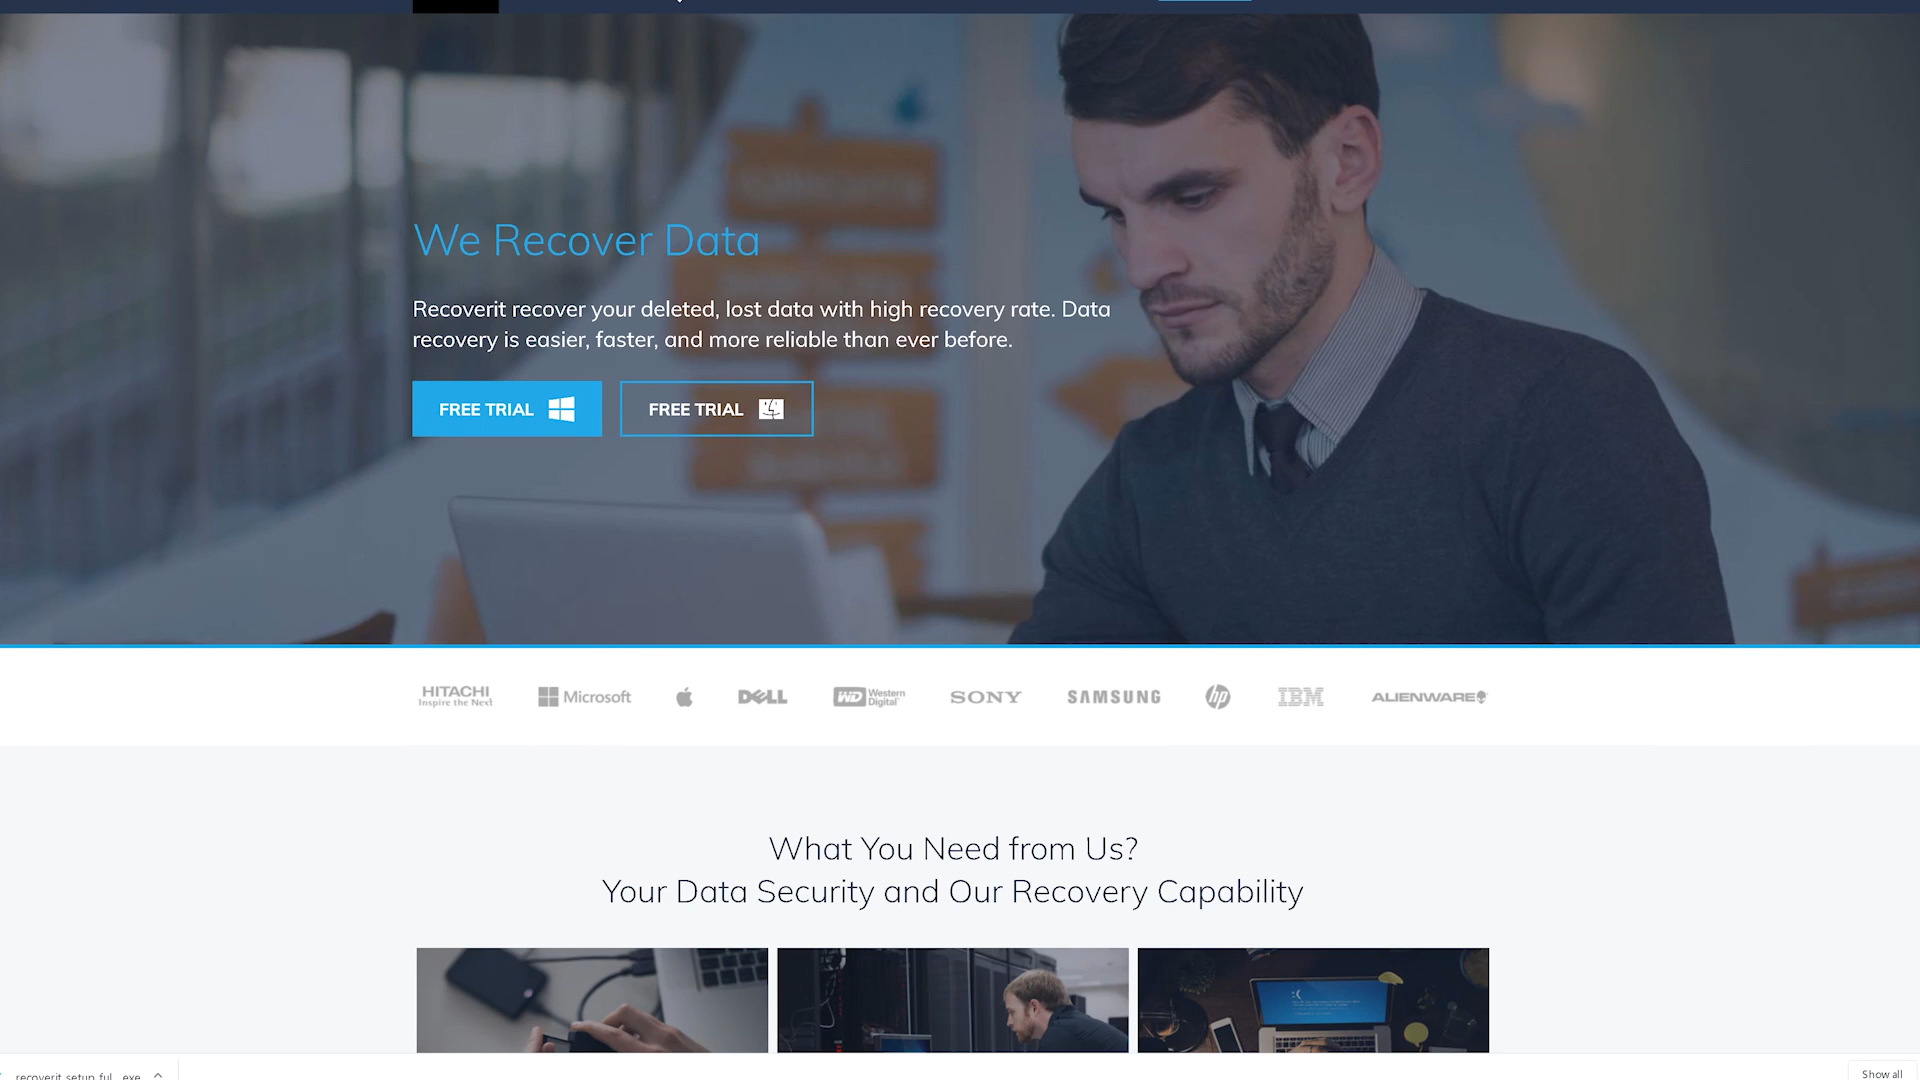 We Recover Data
Recoverit recover your deleted, lost data with high recovery rate. Data
recovery is easier, faster, and more reliable than ever before.
FREE TRIAL
FREE TRIAL
HITACHI
Inspire the Next
Microsoft
DELL
WD Western Digital
SONY
SAMSUNG
hp
IBM
ALIENWARE
What You Need from Us?
Your Data Security and Our Recovery Capability
recoverit_setup_ful....exe
Show all